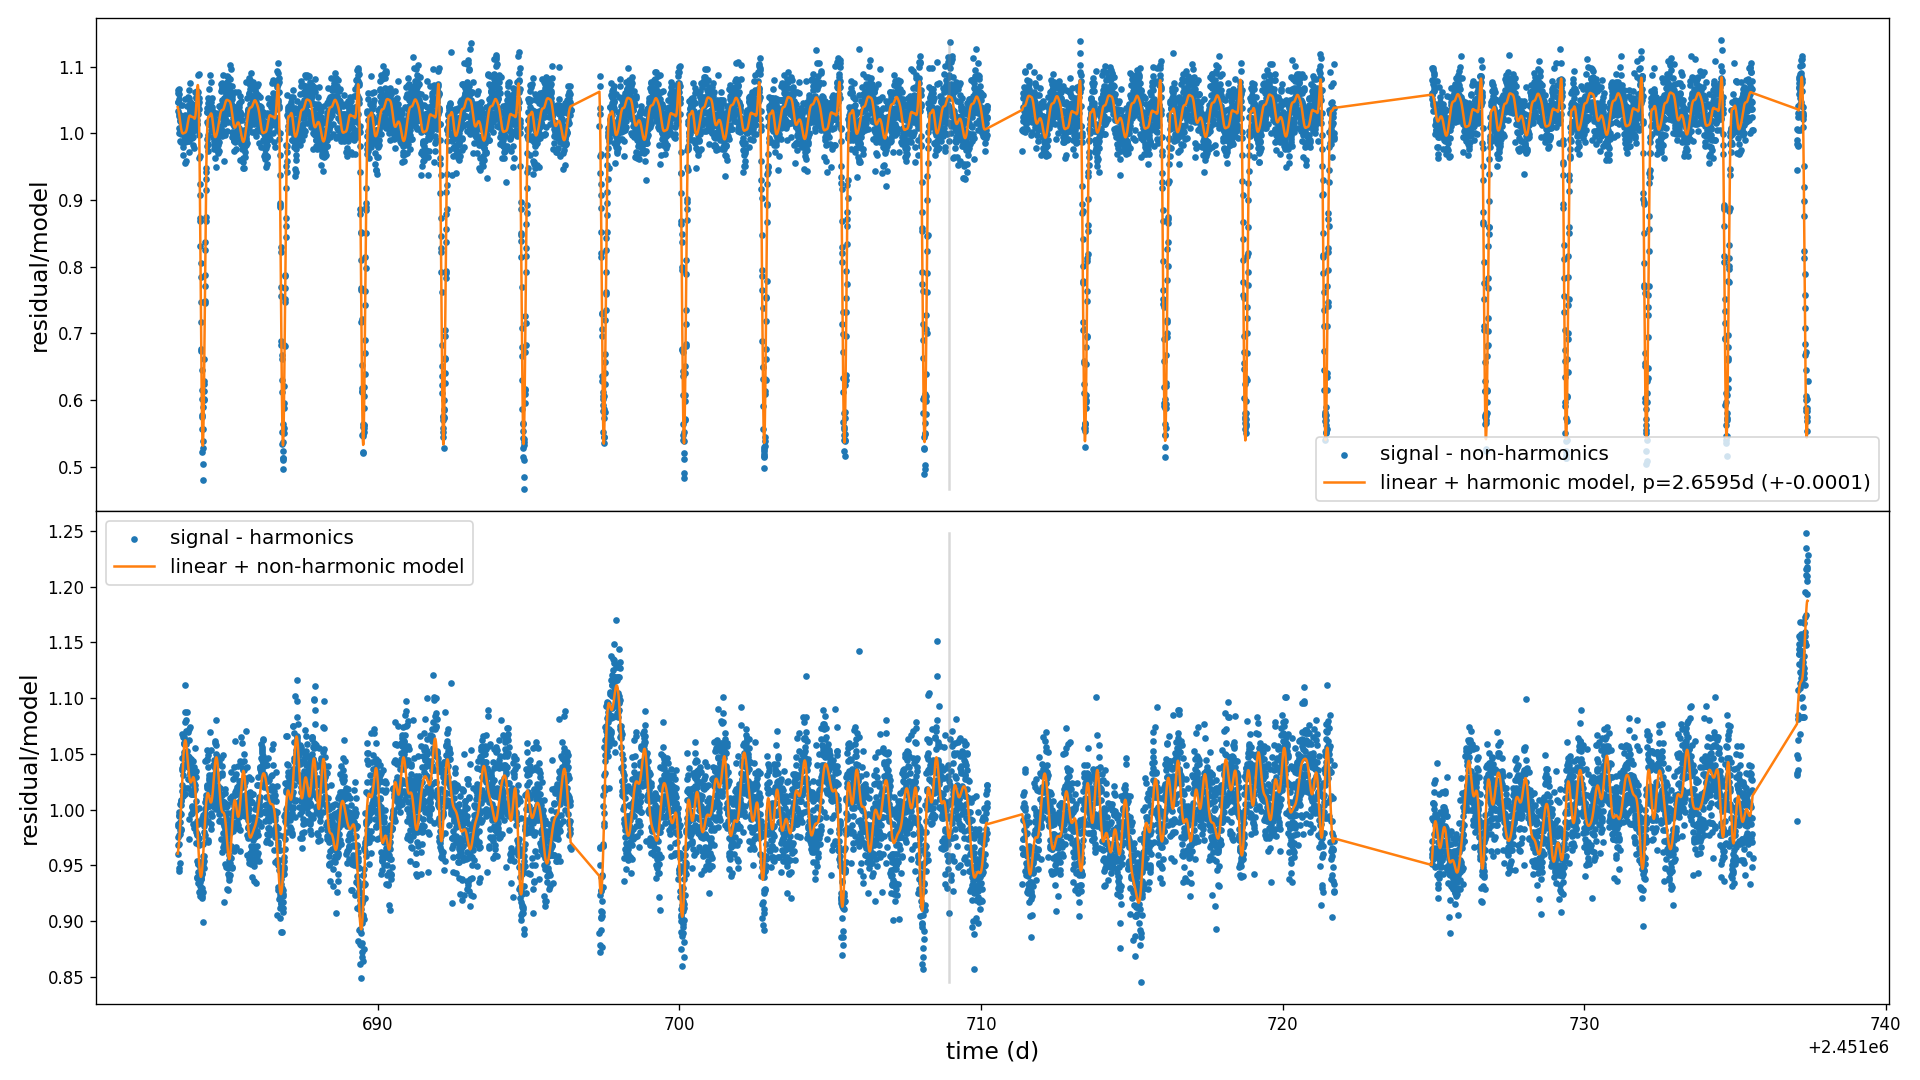 1.1
1.0
0.9
0.8
0.7
0.6
0.5
residual/model
signal - non-harmonics
linear + harmonic model, p=2.6595d (+-0.0001)
1.25
1.20
1.15
1.10
1.05
1.00
0.95
0.90
0.85
residual/model
signal - harmonics
linear + non-harmonic model
690
700
710
720
730
740
time (d)
+2.451e6